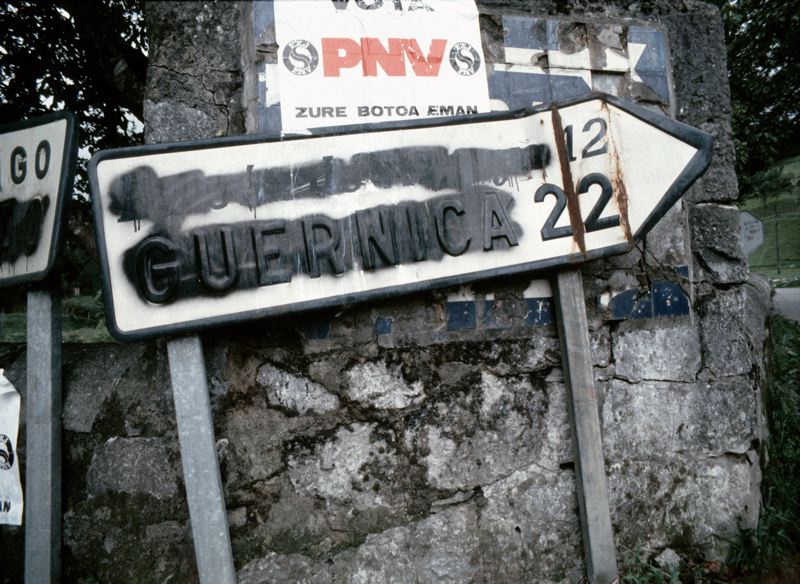 VOTA
PNV
ZURE BOTOA EMAN
GO
12
GUERNICA 22